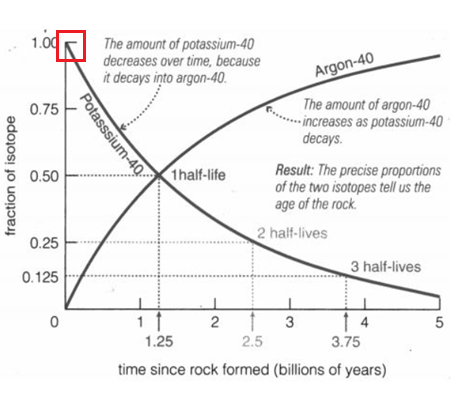 1.00
The amount of potassium-40
decreases over time, because
it decays into argon-40.
Argon-40
Potasssium-40
The amount of argon-40
increases as potassium-40
decays.
0.75
fraction of isotope
0.50
1 half-life
Result: The precise proportions
of the two isotopes tell us the
age of the rock.
0.25
2 half-lives
0.125
3 half-lives
0
0 1 2 3 4 5
1.25 2.5 3.75
time since rock formed (billions of years)